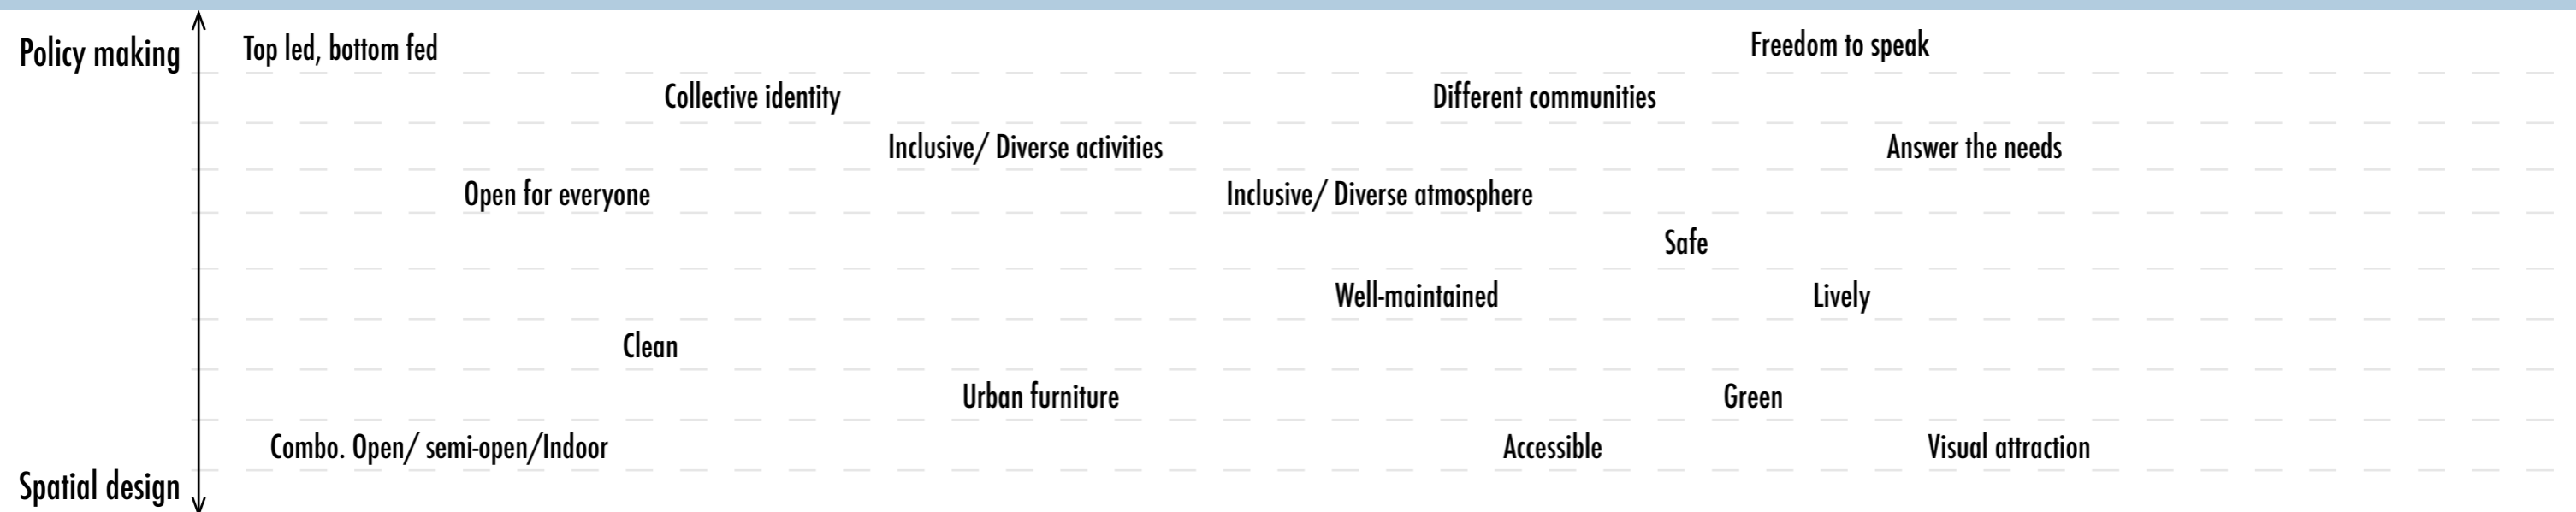 Policy making
Top led, bottom fed
Freedom to speak
Collective identity
Different communities
Inclusive/ Diverse activities
Answer the needs
Open for everyone
Inclusive/ Diverse atmosphere
Safe
Well-maintained
Lively
Clean
Urban furniture
Green
Combo. Open/ semi-open/Indoor
Accessible
Visual attraction
Spatial design